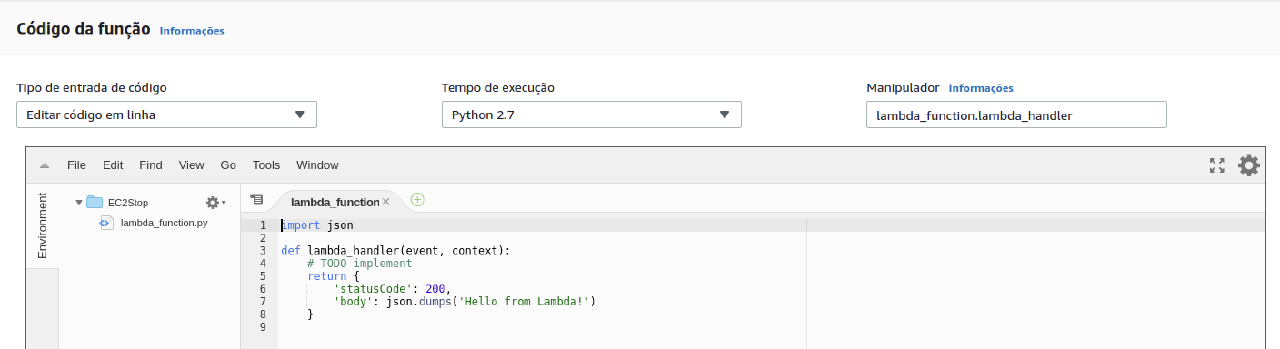 Código da função Informações
Tipo de entrada de código Tempo de execução Manipulador Informações
Editar código em linha Python 2.7 lambda_function.lambda_handler
File Edit Find View Go Tools Window
Environment
EC2Stop
lambda_function.py
lambda_function
1 import json
2
3 def lambda_handler(event, context):
4     # TODO implement
5     return {
6         'statusCode': 200,
7         'body': json.dumps('Hello from Lambda!')
8     }
9